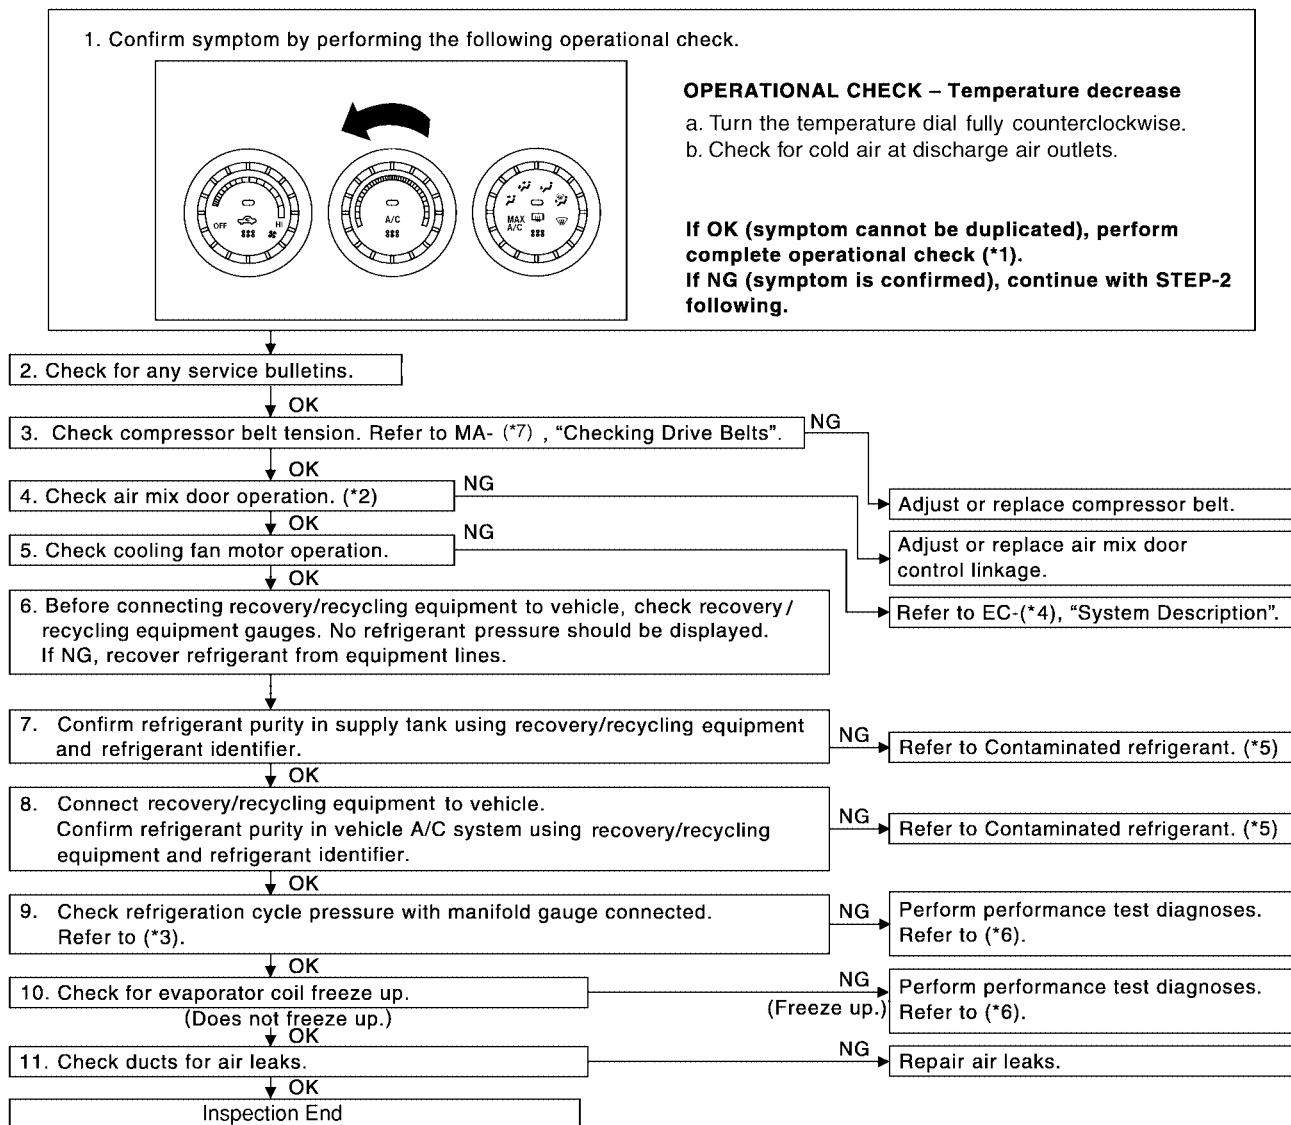 1. Confirm symptom by performing the following operational check.
OFF
HI
A/C
MAX
A/C
OPERATIONAL CHECK – Temperature decrease
a. Turn the temperature dial fully counterclockwise.
b. Check for cold air at discharge air outlets.
If OK (symptom cannot be duplicated), perform
complete operational check (*1).
If NG (symptom is confirmed), continue with STEP-2
following.
2. Check for any service bulletins.
OK
3. Check compressor belt tension. Refer to MA- (*7) , “Checking Drive Belts”.
NG
OK
Adjust or replace compressor belt.
4. Check air mix door operation. (*2)
NG
OK
Adjust or replace air mix door
control linkage.
5. Check cooling fan motor operation.
NG
OK
Refer to EC-(*4), “System Description”.
6. Before connecting recovery/recycling equipment to vehicle, check recovery/
recycling equipment gauges. No refrigerant pressure should be displayed.
If NG, recover refrigerant from equipment lines.
7. Confirm refrigerant purity in supply tank using recovery/recycling equipment
and refrigerant identifier.
NG
Refer to Contaminated refrigerant. (*5)
OK
8. Connect recovery/recycling equipment to vehicle.
Confirm refrigerant purity in vehicle A/C system using recovery/recycling
equipment and refrigerant identifier.
NG
Refer to Contaminated refrigerant. (*5)
OK
9. Check refrigeration cycle pressure with manifold gauge connected.
Refer to (*3).
NG
Perform performance test diagnoses.
Refer to (*6).
OK
10. Check for evaporator coil freeze up.
(Does not freeze up.)
NG
(Freeze up.)
Perform performance test diagnoses.
Refer to (*6).
OK
11. Check ducts for air leaks.
NG
Repair air leaks.
OK
Inspection End